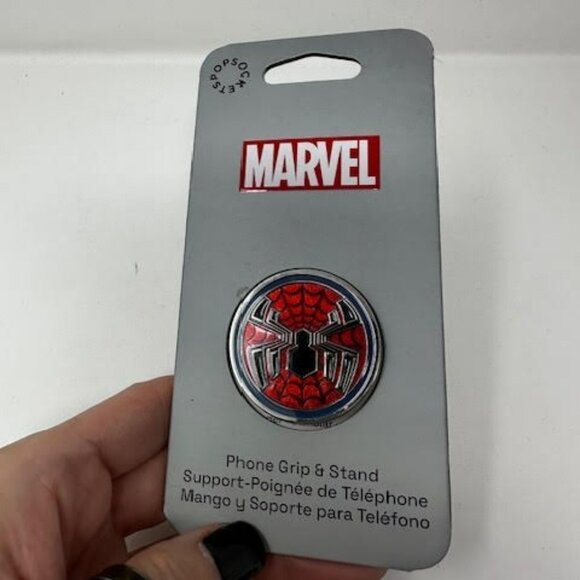 POPSOCKETS
MARVEL
Phone Grip & Stand
Support-Poignée de Téléphone
Mango y Soporte para Teléfono